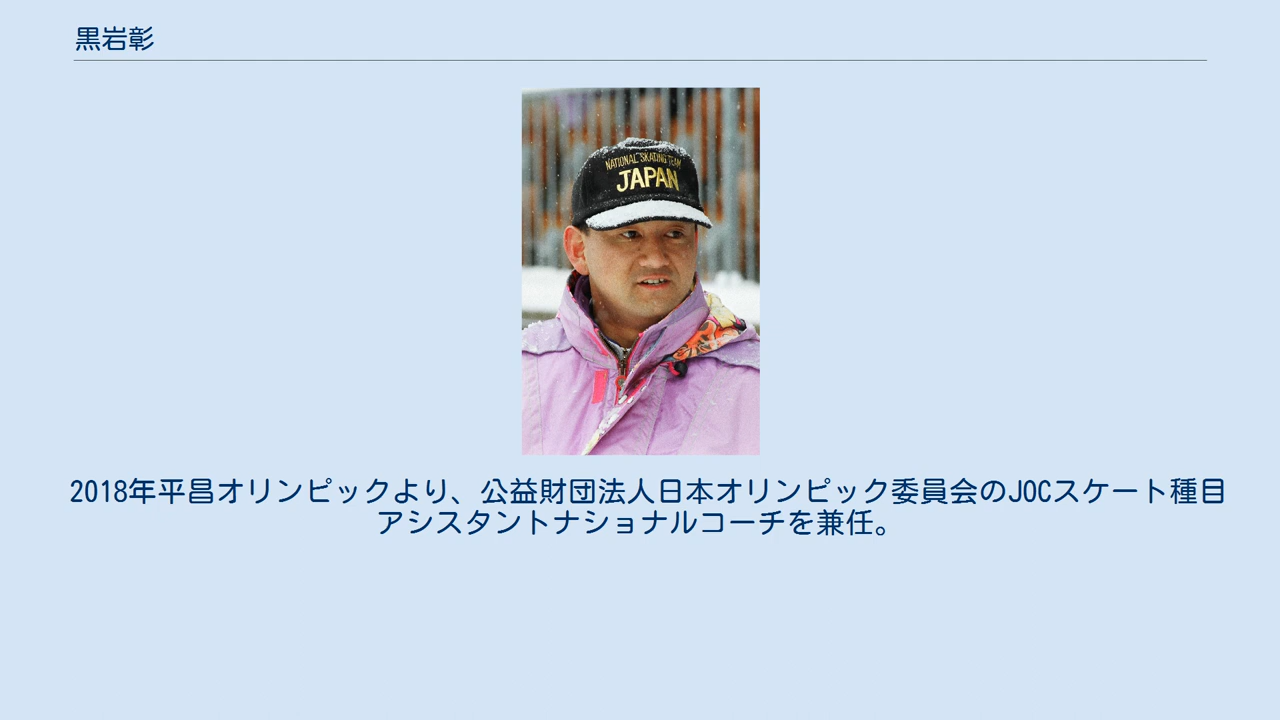 黒岩彰
NATIONAL SKATING TEAM
JAPAN
2018年平昌オリンピックより、公益財団法人日本オリンピック委員会のJOCスケート種目
アシスタントナショナルコーチを兼任。